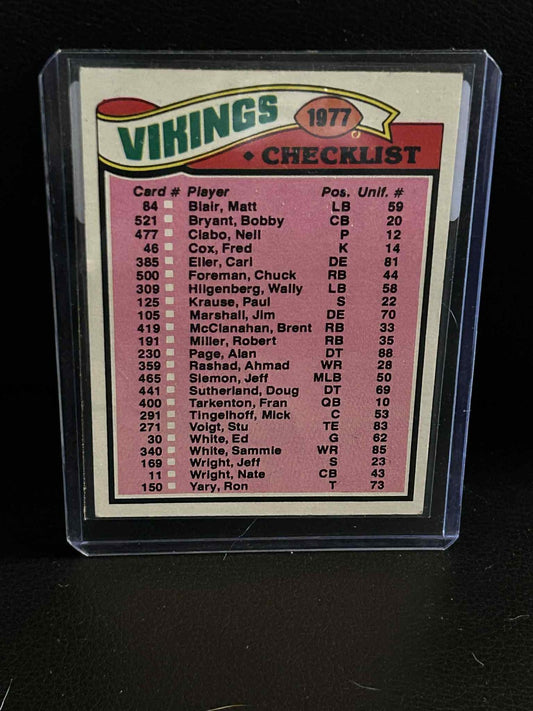 VIKINGS 1977
• CHECKLIST
Card # Player Pos. Unif. #
84 Blair, Matt LB 59
521 Bryant, Bobby CB 20
477 Clabo, Neil P 12
46 Cox, Fred K 14
385 Eller, Carl DE 81
500 Foreman, Chuck RB 44
309 Hilgenberg, Wally LB 58
125 Krause, Paul S 22
105 Marshall, Jim DE 70
419 McClanahan, Brent RB 33
191 Miller, Robert RB 35
230 Page, Alan DT 88
359 Rashad, Ahmad WR 28
465 Siemon, Jeff MLB 50
441 Sutherland, Doug DT 69
400 Tarkenton, Fran QB 10
291 Tingelhoff, Mick C 53
271 Voigt, Stu TE 83
30 White, Ed G 62
340 White, Sammie WR 85
169 Wright, Jeff S 23
11 Wright, Nate CB 43
150 Yary, Ron T 73